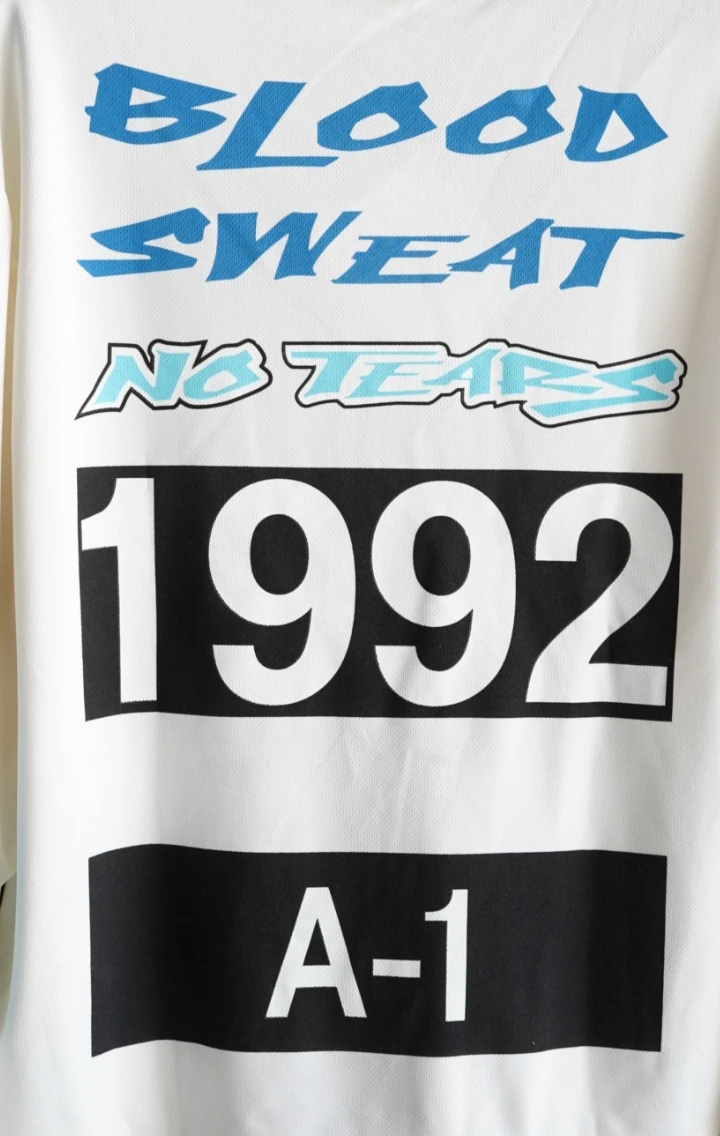 BLOOD
SWEAT
NO TEARS
1992
A-1